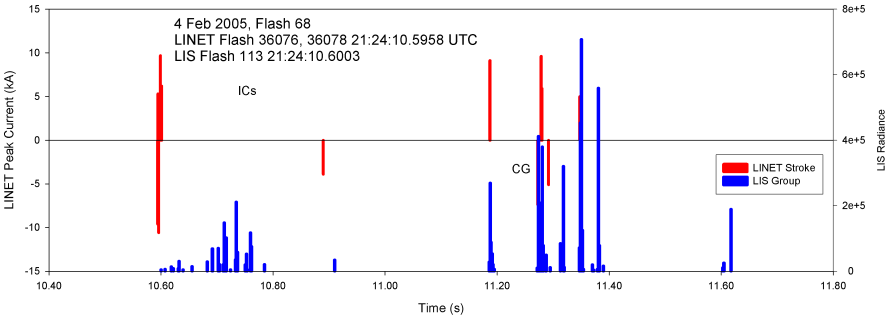 4 Feb 2005, Flash 68
LINET Flash 36076, 36078 21:24:10.5958 UTC
LIS Flash 113 21:24:10.6003
ICs
CG
LINET Stroke
LIS Group
LINET Peak Current (kA)
15
10
5
0
-5
-10
-15
LIS Radiance
8e+5
6e+5
4e+5
2e+5
0
10.40 10.60 10.80 11.00 11.20 11.40 11.60 11.80
Time (s)